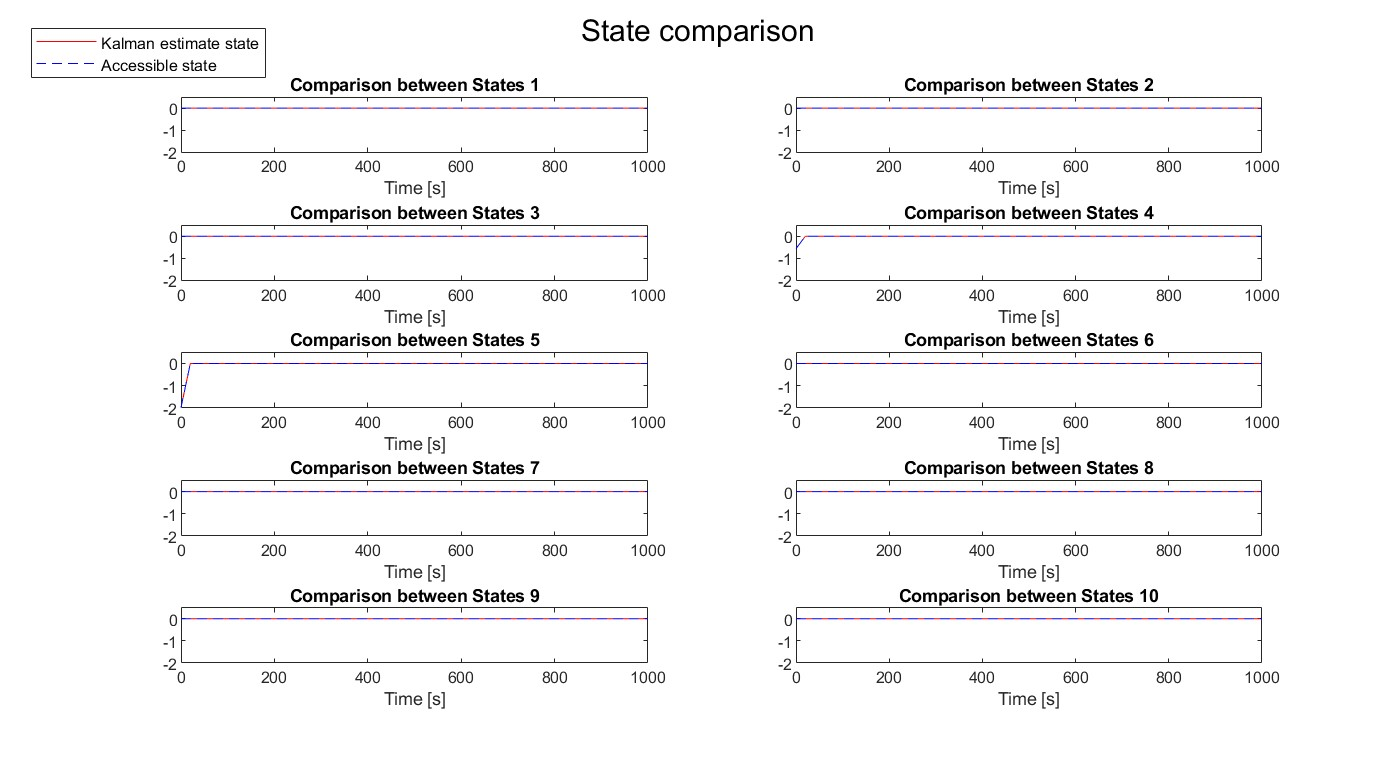 State comparison
Kalman estimate state
Accessible state
Comparison between States 1
0
-1
-2
0 200 400 600 800 1000
Time [s]
Comparison between States 2
0
-1
-2
0 200 400 600 800 1000
Time [s]
Comparison between States 3
0
-1
-2
0 200 400 600 800 1000
Time [s]
Comparison between States 4
0
-1
-2
0 200 400 600 800 1000
Time [s]
Comparison between States 5
0
-1
-2
0 200 400 600 800 1000
Time [s]
Comparison between States 6
0
-1
-2
0 200 400 600 800 1000
Time [s]
Comparison between States 7
0
-1
-2
0 200 400 600 800 1000
Time [s]
Comparison between States 8
0
-1
-2
0 200 400 600 800 1000
Time [s]
Comparison between States 9
0
-1
-2
0 200 400 600 800 1000
Time [s]
Comparison between States 10
0
-1
-2
0 200 400 600 800 1000
Time [s]